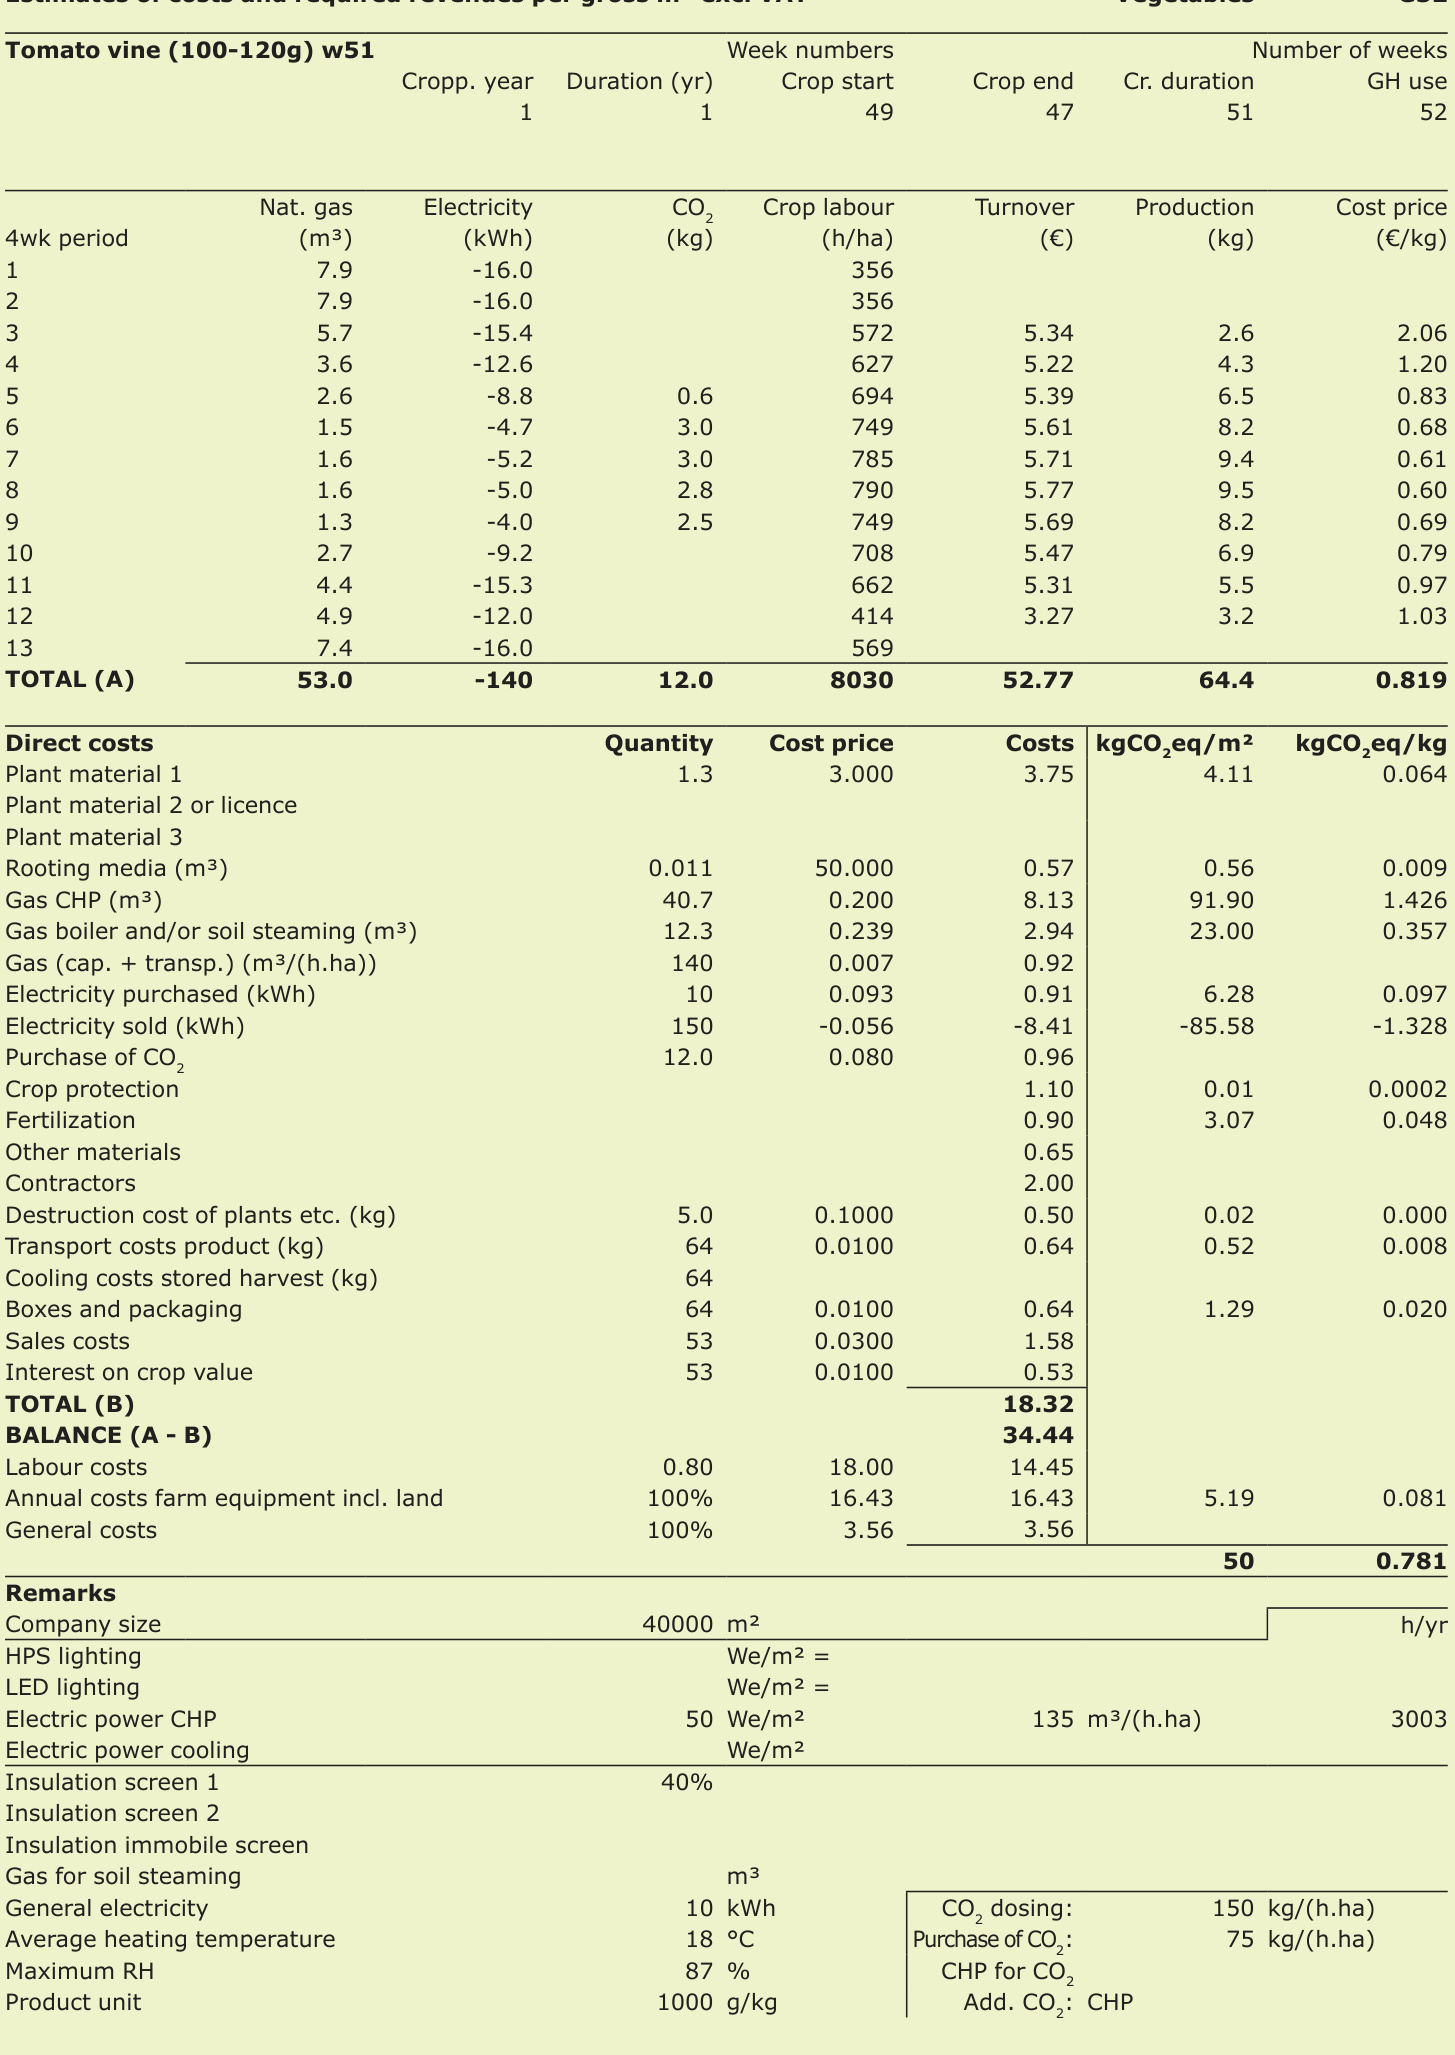 Estimates of costs and required revenues per gross m² excl VAT Vegetables
Tomato vine (100-120g) w51 Week numbers Number of weeks
Cropp. year Duration (yr) Crop start Crop end Cr. duration GH use
1 1 49 47 51 52
Nat. gas Electricity CO₂ Crop labour Turnover Production Cost price
4wk period (m³) (kWh) (kg) (h/ha) (€) (kg) (€/kg)
1 7.9 -16.0 356
2 7.9 -16.0 356
3 5.7 -15.4 572 5.34 2.6 2.06
4 3.6 -12.6 627 5.22 4.3 1.20
5 2.6 -8.8 0.6 694 5.39 6.5 0.83
6 1.5 -4.7 3.0 749 5.61 8.2 0.68
7 1.6 -5.2 3.0 785 5.71 9.4 0.61
8 1.6 -5.0 2.8 790 5.77 9.5 0.60
9 1.3 -4.0 2.5 749 5.69 8.2 0.69
10 2.7 -9.2 708 5.47 6.9 0.79
11 4.4 -15.3 662 5.31 5.5 0.97
12 4.9 -12.0 414 3.27 3.2 1.03
13 7.4 -16.0 569
TOTAL (A) 53.0 -140 12.0 8030 52.77 64.4 0.819
Direct costs Quantity Cost price Costs kgCO₂eq/m² kgCO₂eq/kg
Plant material 1 1.3 3.000 3.75 4.11 0.064
Plant material 2 or licence
Plant material 3
Rooting media (m³) 0.011 50.000 0.57 0.56 0.009
Gas CHP (m³) 40.7 0.200 8.13 91.90 1.426
Gas boiler and/or soil steaming (m³) 12.3 0.239 2.94 23.00 0.357
Gas (cap. + transp.) (m³/(h.ha)) 140 0.007 0.92
Electricity purchased (kWh) 10 0.093 0.91 6.28 0.097
Electricity sold (kWh) 150 -0.056 -8.41 -85.58 -1.328
Purchase of CO₂ 12.0 0.080 0.96
Crop protection 1.10 0.01 0.0002
Fertilization 0.90 3.07 0.048
Other materials 0.65
Contractors 2.00
Destruction cost of plants etc. (kg) 5.0 0.1000 0.50 0.02 0.000
Transport costs product (kg) 64 0.0100 0.64 0.52 0.008
Cooling costs stored harvest (kg) 64
Boxes and packaging 64 0.0100 0.64 1.29 0.020
Sales costs 53 0.0300 1.58
Interest on crop value 53 0.0100 0.53
TOTAL (B) 18.32
BALANCE (A - B) 34.44
Labour costs 0.80 18.00 14.45
Annual costs farm equipment incl. land 100% 16.43 16.43 5.19 0.081
General costs 100% 3.56 3.56
50 0.781
Remarks
Company size 40000 m² h/yr
HPS lighting We/m² =
LED lighting We/m² =
Electric power CHP 50 We/m² 135 m³/(h.ha) 3003
Electric power cooling We/m²
Insulation screen 1 40%
Insulation screen 2
Insulation immobile screen
Gas for soil steaming m³
General electricity 10 kWh CO₂ dosing: 150 kg/(h.ha)
Average heating temperature 18 °C Purchase of CO₂: 75 kg/(h.ha)
Maximum RH 87 % CHP for CO₂
Product unit 1000 g/kg Add. CO₂: CHP